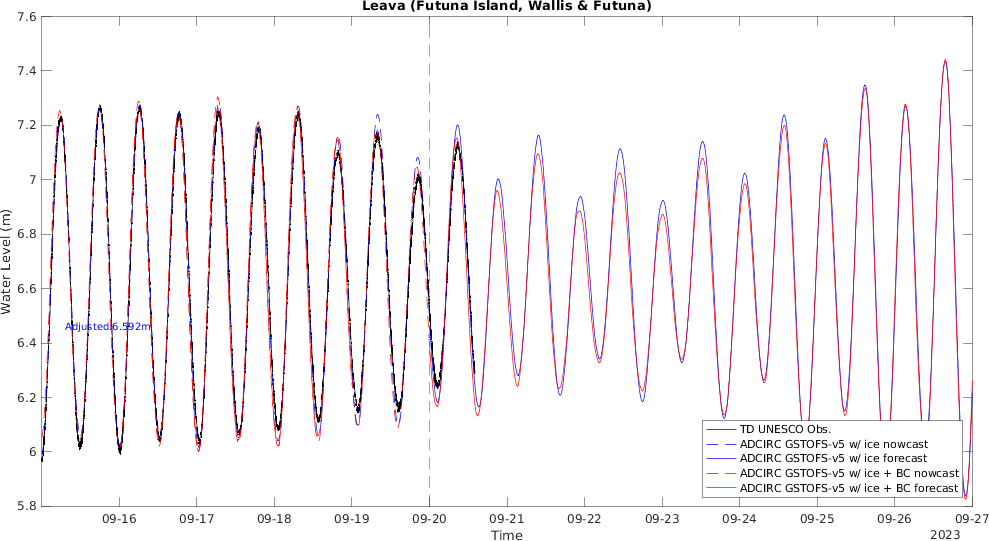 Leava (Futuna Island, Wallis & Futuna)
7.6
7.4
7.2
7
6.8
6.6
6.4
6.2
6
5.8
Water Level (m)
Adjusted:6.592m
TD UNESCO Obs.
ADCIRC GSTOFS-v5 w/ ice nowcast
ADCIRC GSTOFS-v5 w/ ice forecast
ADCIRC GSTOFS-v5 w/ ice + BC nowcast
ADCIRC GSTOFS-v5 w/ ice + BC forecast
09-16 09-17 09-18 09-19 09-20 09-21 09-22 09-23 09-24 09-25 09-26 09-27
Time
2023